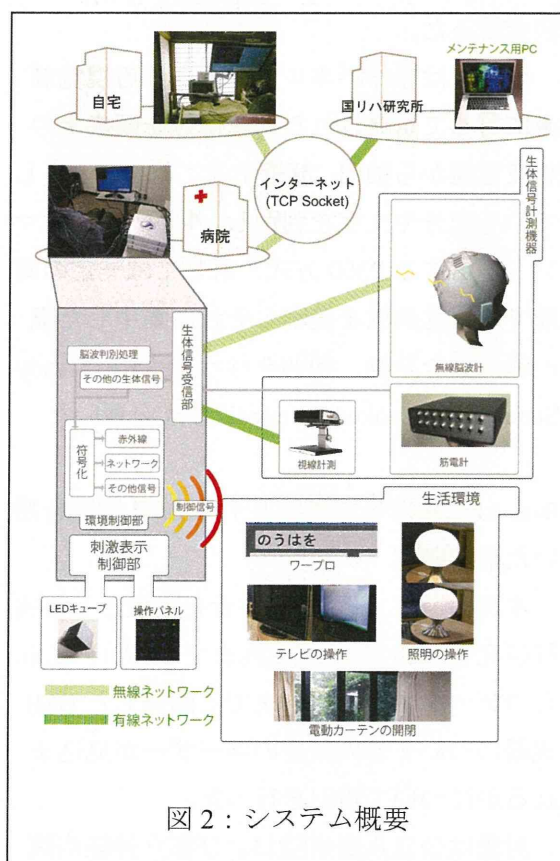 メンテナンス用PC
自宅
国リハ研究所
インターネット
(TCP Socket)
病院
生体信号計測機器
無線脳波計
生体信号受信部
脳波判別処理
その他の生体信号
符号化
赤外線
ネットワーク
その他信号
環境制御部
制御信号
視線計測
筋電計
刺激表示
制御部
LEDキューブ
操作パネル
生活環境
のうはを
ワープロ
テレビの操作
照明の操作
電動カーテンの開閉
無線ネットワーク
有線ネットワーク
図2:システム概要